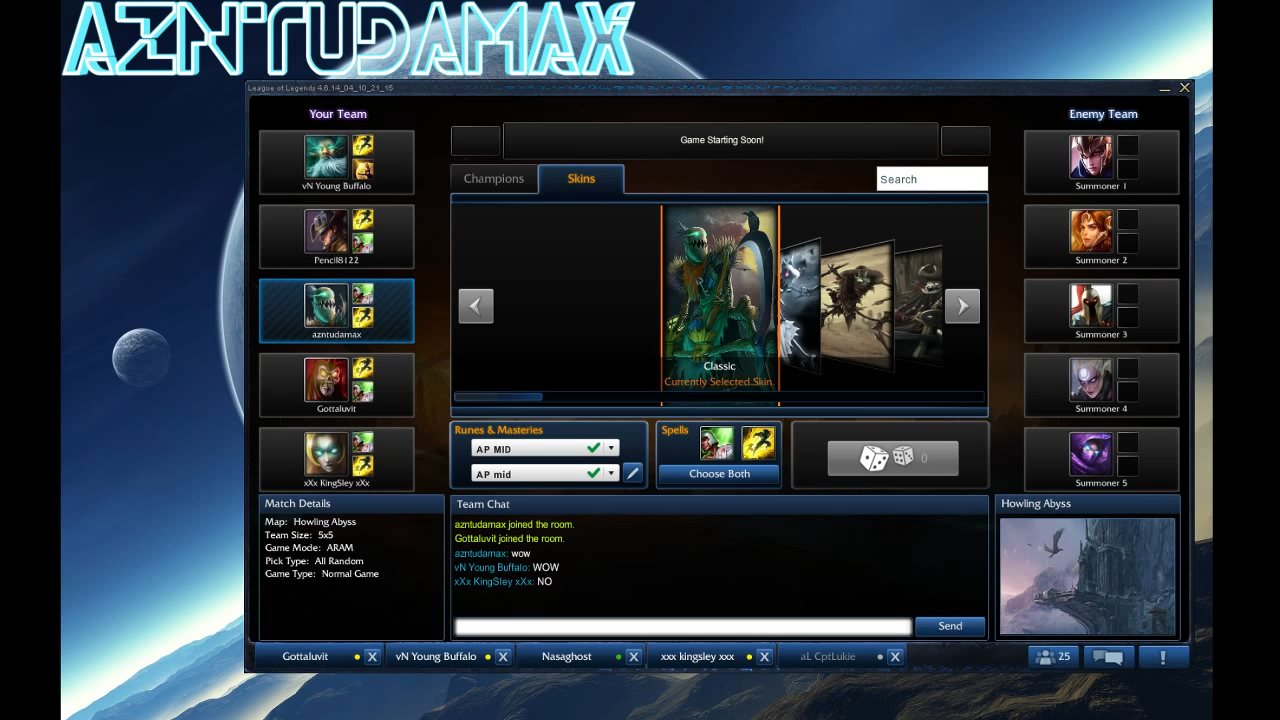 AZNTUDAMAX
League of Legends 4.6.14_04_10_21_15
Your Team
Enemy Team
Game Starting Soon!
vN Young Buffalo
Pencil8122
azntudamax
Gottaluvit
xXx KingSley xXx
Champions
Skins
Search
Classic
Currently Selected Skin.
Summoner 1
Summoner 2
Summoner 3
Summoner 4
Summoner 5
Runes & Masteries
AP MID
AP mid
Spells
Choose Both
0
Match Details
Map: Howling Abyss
Team Size: 5x5
Game Mode: ARAM
Pick Type: All Random
Game Type: Normal Game
Team Chat
azntudamax joined the room.
Gottaluvit joined the room.
azntudamax: wow
vN Young Buffalo: WOW
xXx KingSley xXx: NO
Send
Howling Abyss
Gottaluvit
vN Young Buffalo
Nasaghost
xxx kingsley xxx
aL CptLukie
25